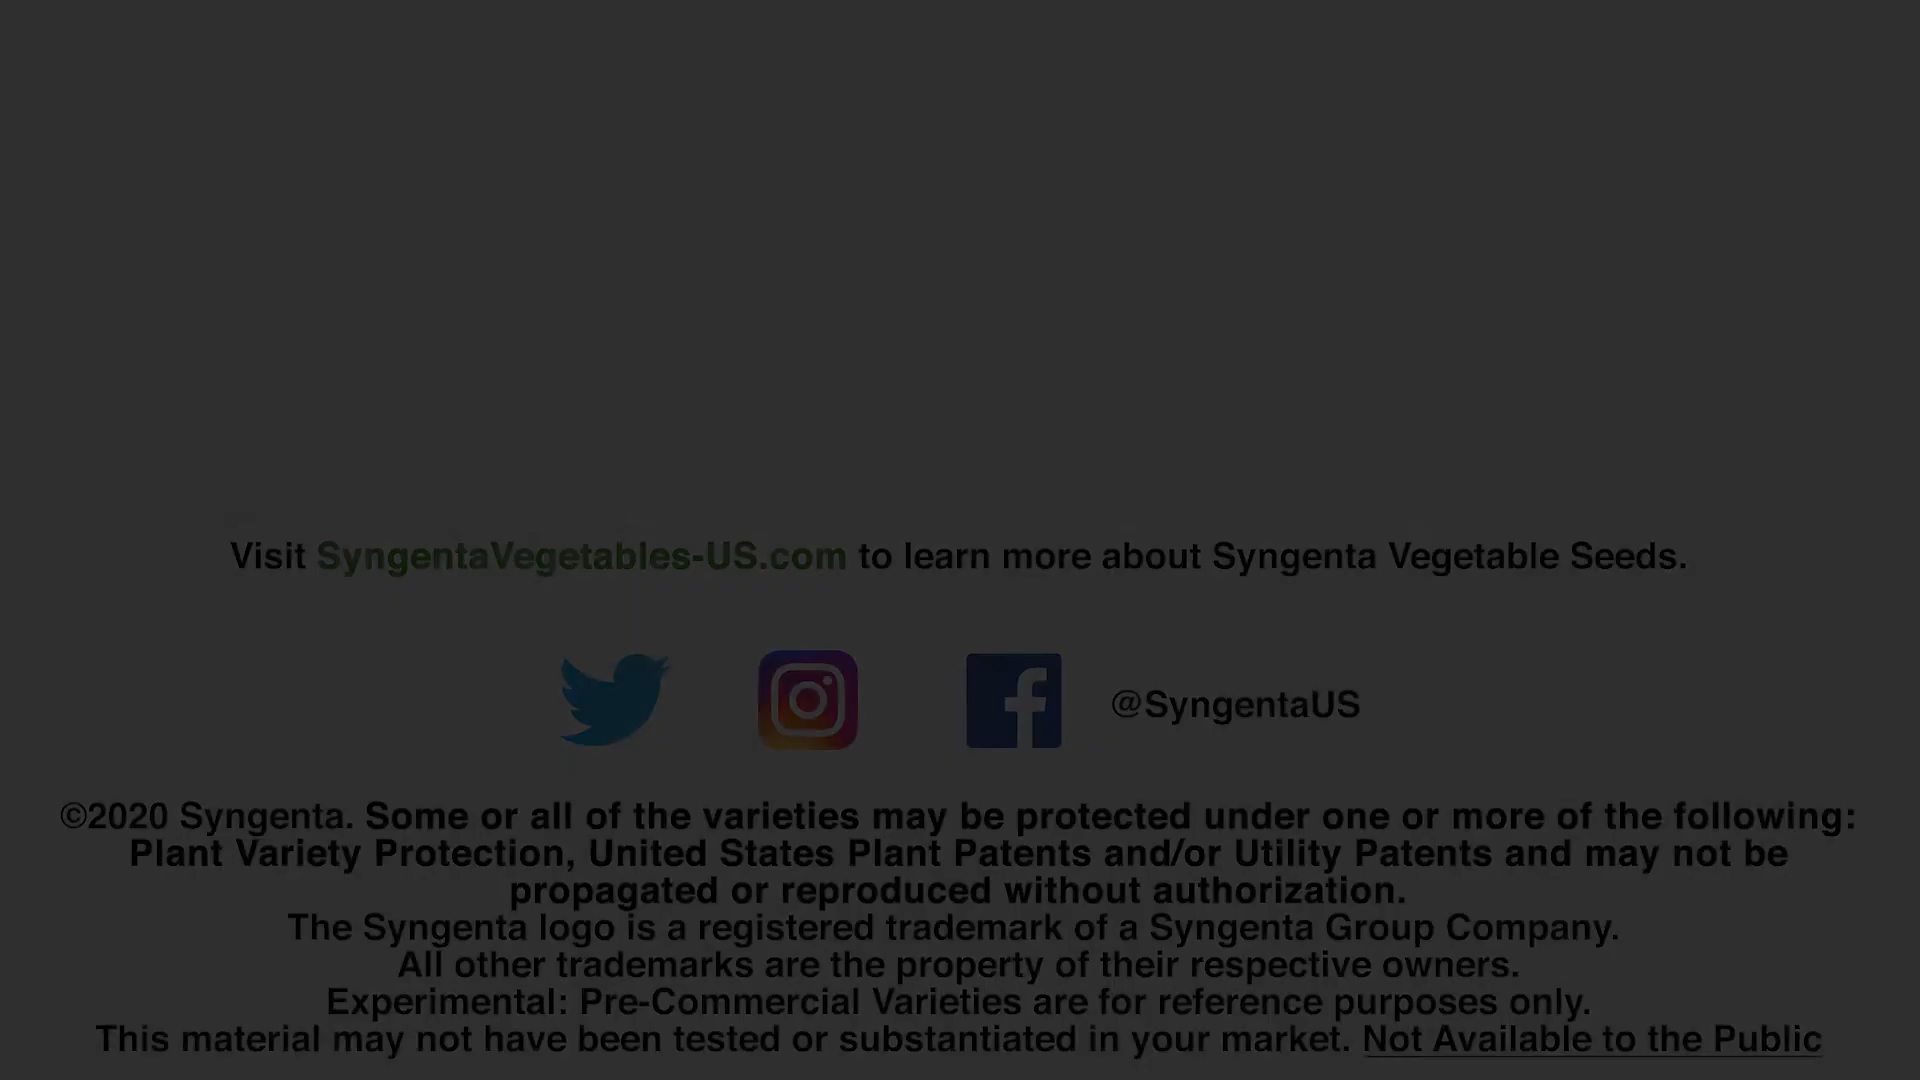 Visit SyngentaVegetables-US.com to learn more about Syngenta Vegetable Seeds.
@SyngentaUS
©2020 Syngenta. Some or all of the varieties may be protected under one or more of the following:
Plant Variety Protection, United States Plant Patents and/or Utility Patents and may not be
propagated or reproduced without authorization.
The Syngenta logo is a registered trademark of a Syngenta Group Company.
All other trademarks are the property of their respective owners.
Experimental: Pre-Commercial Varieties are for reference purposes only.
This material may not have been tested or substantiated in your market. Not Available to the Public